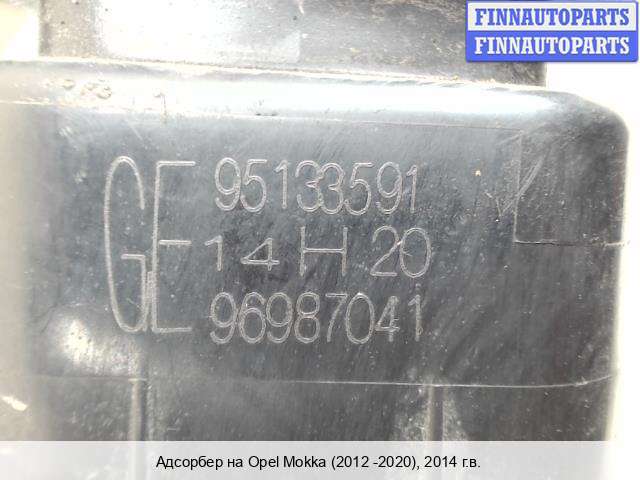 FINNAUTOPARTS
FINNAUTOPARTS
GE 95133591
14 H 20
96987041
Адсорбер на Opel Mokka (2012 -2020), 2014 г.в.